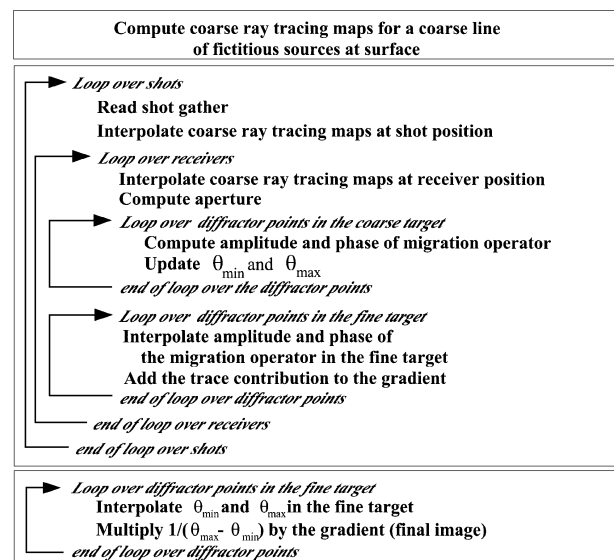 Compute coarse ray tracing maps for a coarse line
of fictitious sources at surface
Loop over shots
Read shot gather
Interpolate coarse ray tracing maps at shot position
Loop over receivers
Interpolate coarse ray tracing maps at receiver position
Compute aperture
Loop over diffractor points in the coarse target
Compute amplitude and phase of migration operator
Update θmin and θmax
end of loop over the diffractor points
Loop over diffractor points in the fine target
Interpolate amplitude and phase of
the migration operator in the fine target
Add the trace contribution to the gradient
end of loop over diffractor points
end of loop over receivers
end of loop over shots
Loop over diffractor points in the fine target
Interpolate θmin and θmax in the fine target
Multiply 1/(θmax- θmin) by the gradient (final image)
end of loop over diffractor points